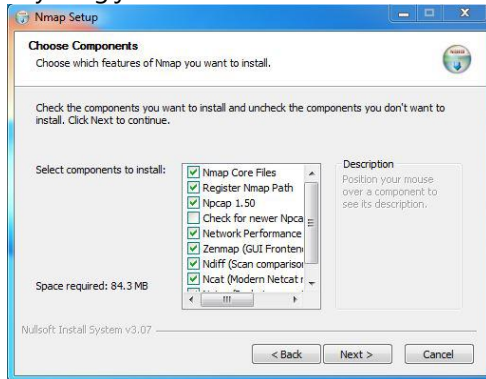 Nmap Setup
Choose Components
Choose which features of Nmap you want to install.
Check the components you want to install and uncheck the components you don't want to
install. Click Next to continue.
Select components to install:
Nmap Core Files
Register Nmap Path
Npcap 1.50
Check for newer Npca
Network Performance
Zenmap (GUI Fronten
Ndiff (Scan comparison
Ncat (Modern Netcat r
Description
Position your mouse
over a component to
see its description.
Space required: 84.3 MB
Nullsoft Install System v3.07
< Back
Next >
Cancel